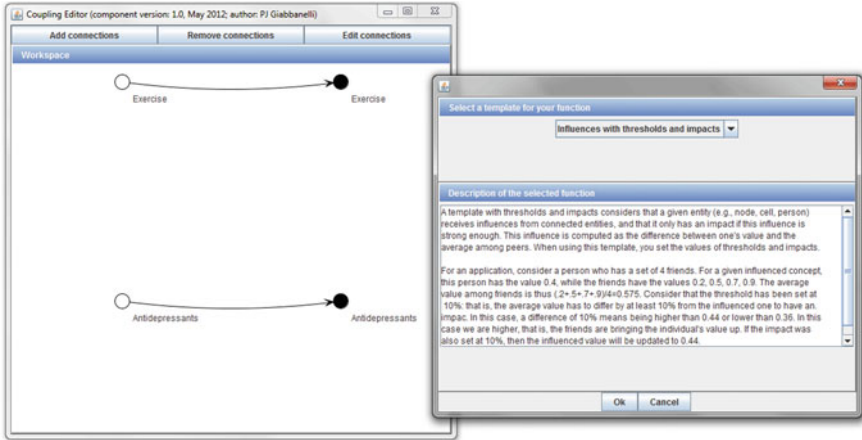 Coupling Editor (component version: 1.0, May 2012; author: PJ Giabbanelli)
Add connections Remove connections Edit connections
Workspace
Exercise Exercise
Antidepressants Antidepressants
Select a template for your function
Influences with thresholds and impacts
Description of the selected function
A template with thresholds and impacts considers that a given entity (e.g., node, cell, person)
receives influences from connected entities, and that it only has an impact if this influence is
strong enough. This influence is computed as the difference between one's value and the
average among peers. When using this template, you set the values of thresholds and impacts.
For an application, consider a person who has a set of 4 friends. For a given influenced concept,
this person has the value 0.4, while the friends have the values 0.2, 0.5, 0.7, 0.9. The average
value among friends is thus (.2+.5+.7+.9)/4=0.575. Consider that the threshold has been set at
10%: that is, the average value has to differ by at least 10% from the influenced one to have an
impac. In this case, a difference of 10% means being higher than 0.44 or lower than 0.36. In this
case we are higher, that is, the friends are bringing the individual's value up. If the impact was
also set at 10%, then the influenced value will be updated to 0.44.
Ok Cancel